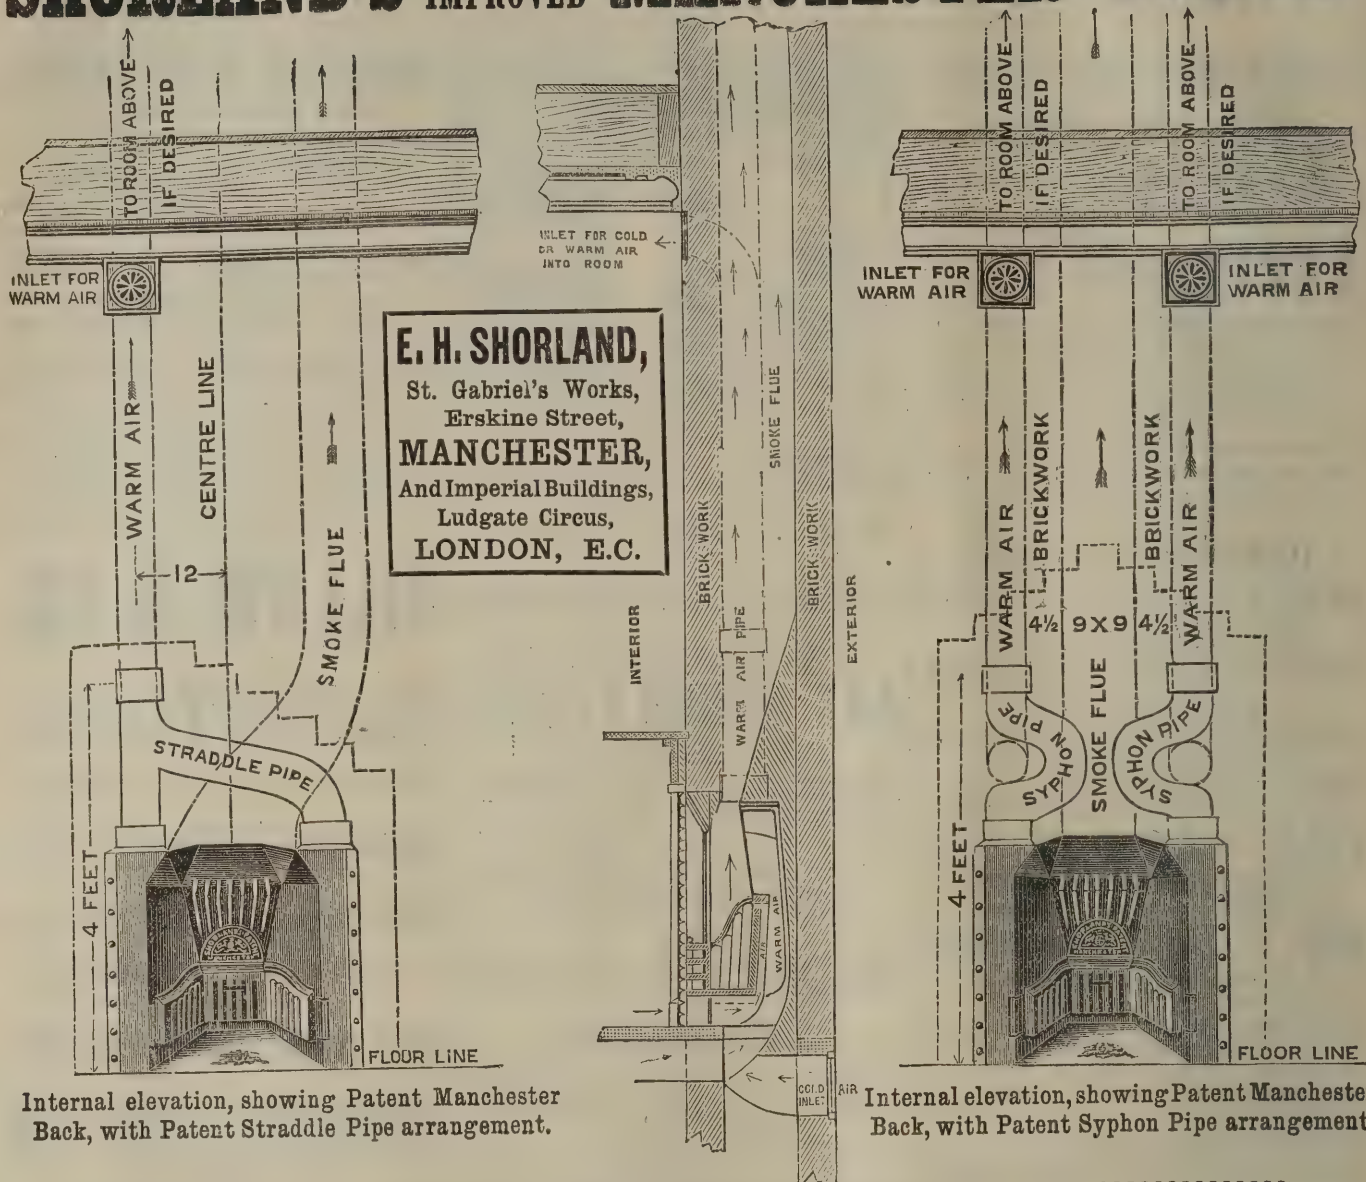 SHORLAND'S IMPROVED MANCHESTER
TO ROOM ABOVE
IF DESIRED
INLET FOR
WARM AIR
WARM AIR
CENTRE LINE
12
SMOKE FLUE
STRADDLE PIPE
4 FEET
FLOOR LINE
Internal elevation, showing Patent Manchester
Back, with Patent Straddle Pipe arrangement.
INLET FOR COLD
OR WARM AIR
INTO ROOM
E. H. SHORLAND,
St. Gabriel's Works,
Erskine Street,
MANCHESTER,
And Imperial Buildings,
Ludgate Circus,
LONDON, E.C.
SMOKE FLUE
BRICK-WORK
BRICK-WORK
INTERIOR
EXTERIOR
WARM AIR PIPE
AIR
WARM AIR
COLD AIR
INLET
TO ROOM ABOVE
IF DESIRED
TO ROOM ABOVE
IF DESIRED
INLET FOR
WARM AIR
INLET FOR
WARM AIR
WARM AIR
BRICKWORK
BRICKWORK
WARM AIR
4½ 9X9 4½
SMOKE FLUE
SYPHON PIPE
SYPHON PIPE
4 FEET
FLOOR LINE
Internal elevation, showing Patent Mancheste
Back, with Patent Syphon Pipe arrangement